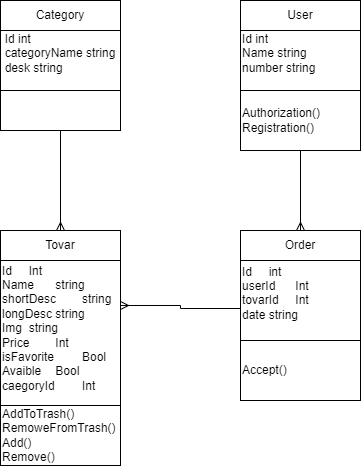 Category
Id int
categoryName string
desk string
User
Id int
Name string
number string
Authorization()
Registration()
Tovar
Id Int
Name string
shortDesc string
longDesc string
Img string
Price Int
isFavorite Bool
Avaible Bool
caegoryId Int
AddToTrash()
RemoweFromTrash()
Add()
Remove()
Order
Id int
userId Int
tovarId Int
date string
Accept()